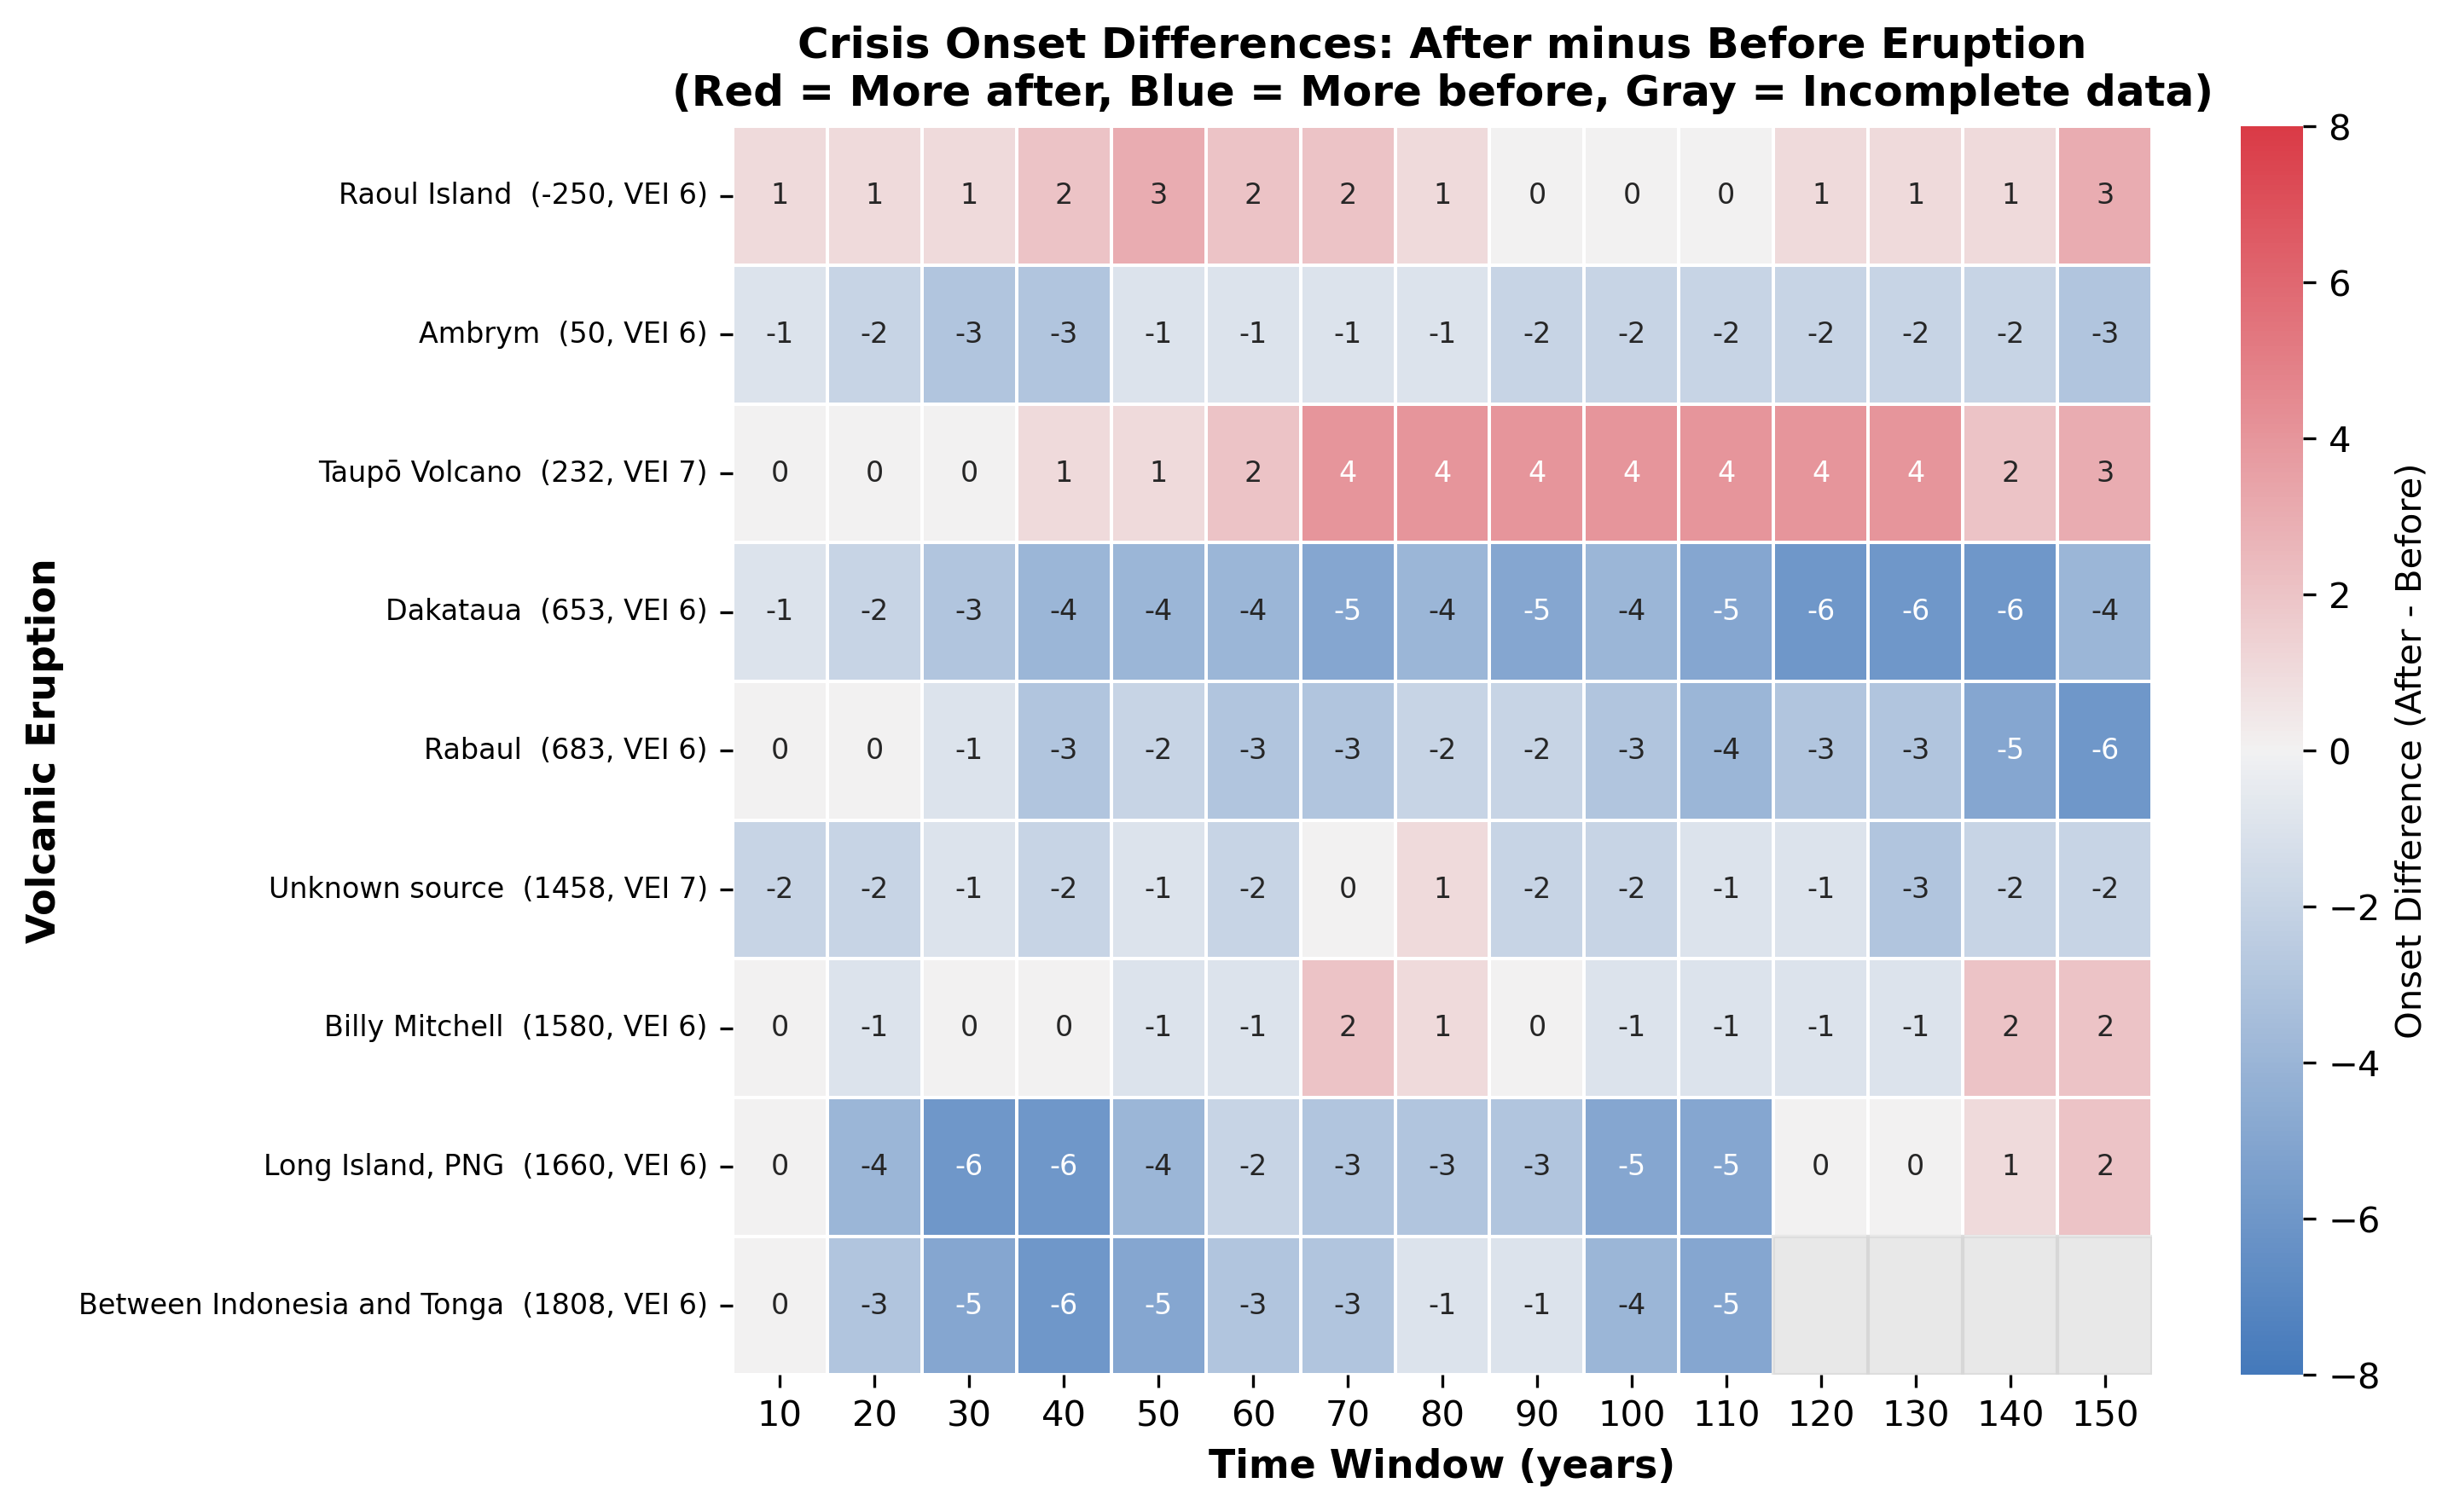 Crisis Onset Differences: After minus Before Eruption
(Red = More after, Blue = More before, Gray = Incomplete data)
Volcanic Eruption
Raoul Island (-250, VEI 6) 1 1 1 2 3 2 2 1 0 0 0 1 1 1 3
Ambrym (50, VEI 6) -1 -2 -3 -3 -1 -1 -1 -1 -2 -2 -2 -2 -2 -2 -3
Taupō Volcano (232, VEI 7) 0 0 0 1 1 2 4 4 4 4 4 4 4 2 3
Dakataua (653, VEI 6) -1 -2 -3 -4 -4 -4 -5 -4 -5 -4 -5 -6 -6 -6 -4
Rabaul (683, VEI 6) 0 0 -1 -3 -2 -3 -3 -2 -2 -3 -4 -3 -3 -5 -6
Unknown source (1458, VEI 7) -2 -2 -1 -2 -1 -2 0 1 -2 -2 -1 -1 -3 -2 -2
Billy Mitchell (1580, VEI 6) 0 -1 0 0 -1 -1 2 1 0 -1 -1 -1 -1 2 2
Long Island, PNG (1660, VEI 6) 0 -4 -6 -6 -4 -2 -3 -3 -3 -5 -5 0 0 1 2
Between Indonesia and Tonga (1808, VEI 6) 0 -3 -5 -6 -5 -3 -3 -1 -1 -4 -5
10 20 30 40 50 60 70 80 90 100 110 120 130 140 150
Time Window (years)
8
6
4
2
0
−2
−4
−6
−8
Onset Difference (After - Before)